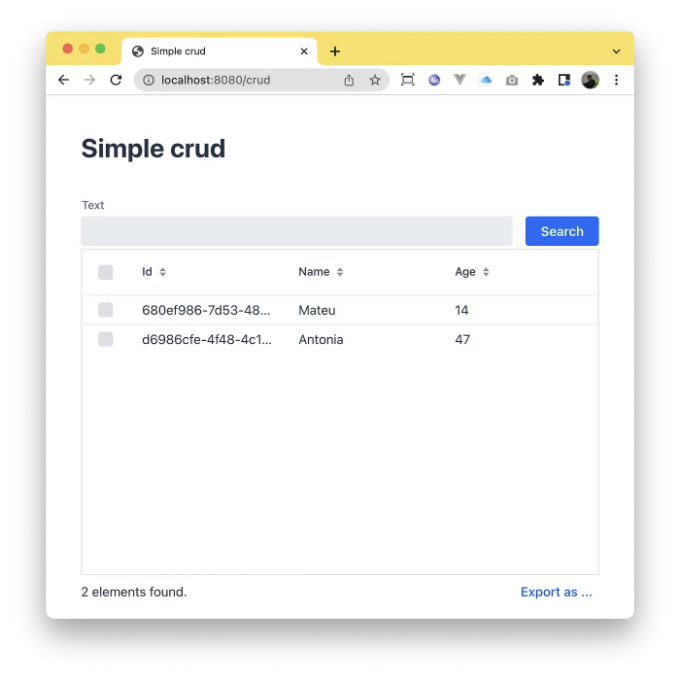 Simple crud
localhost:8080/crud
Simple crud
Text
Search
Id Name Age
680ef986-7d53-48... Mateu 14
d6986cfe-4f48-4c1... Antonia 47
2 elements found. Export as ...